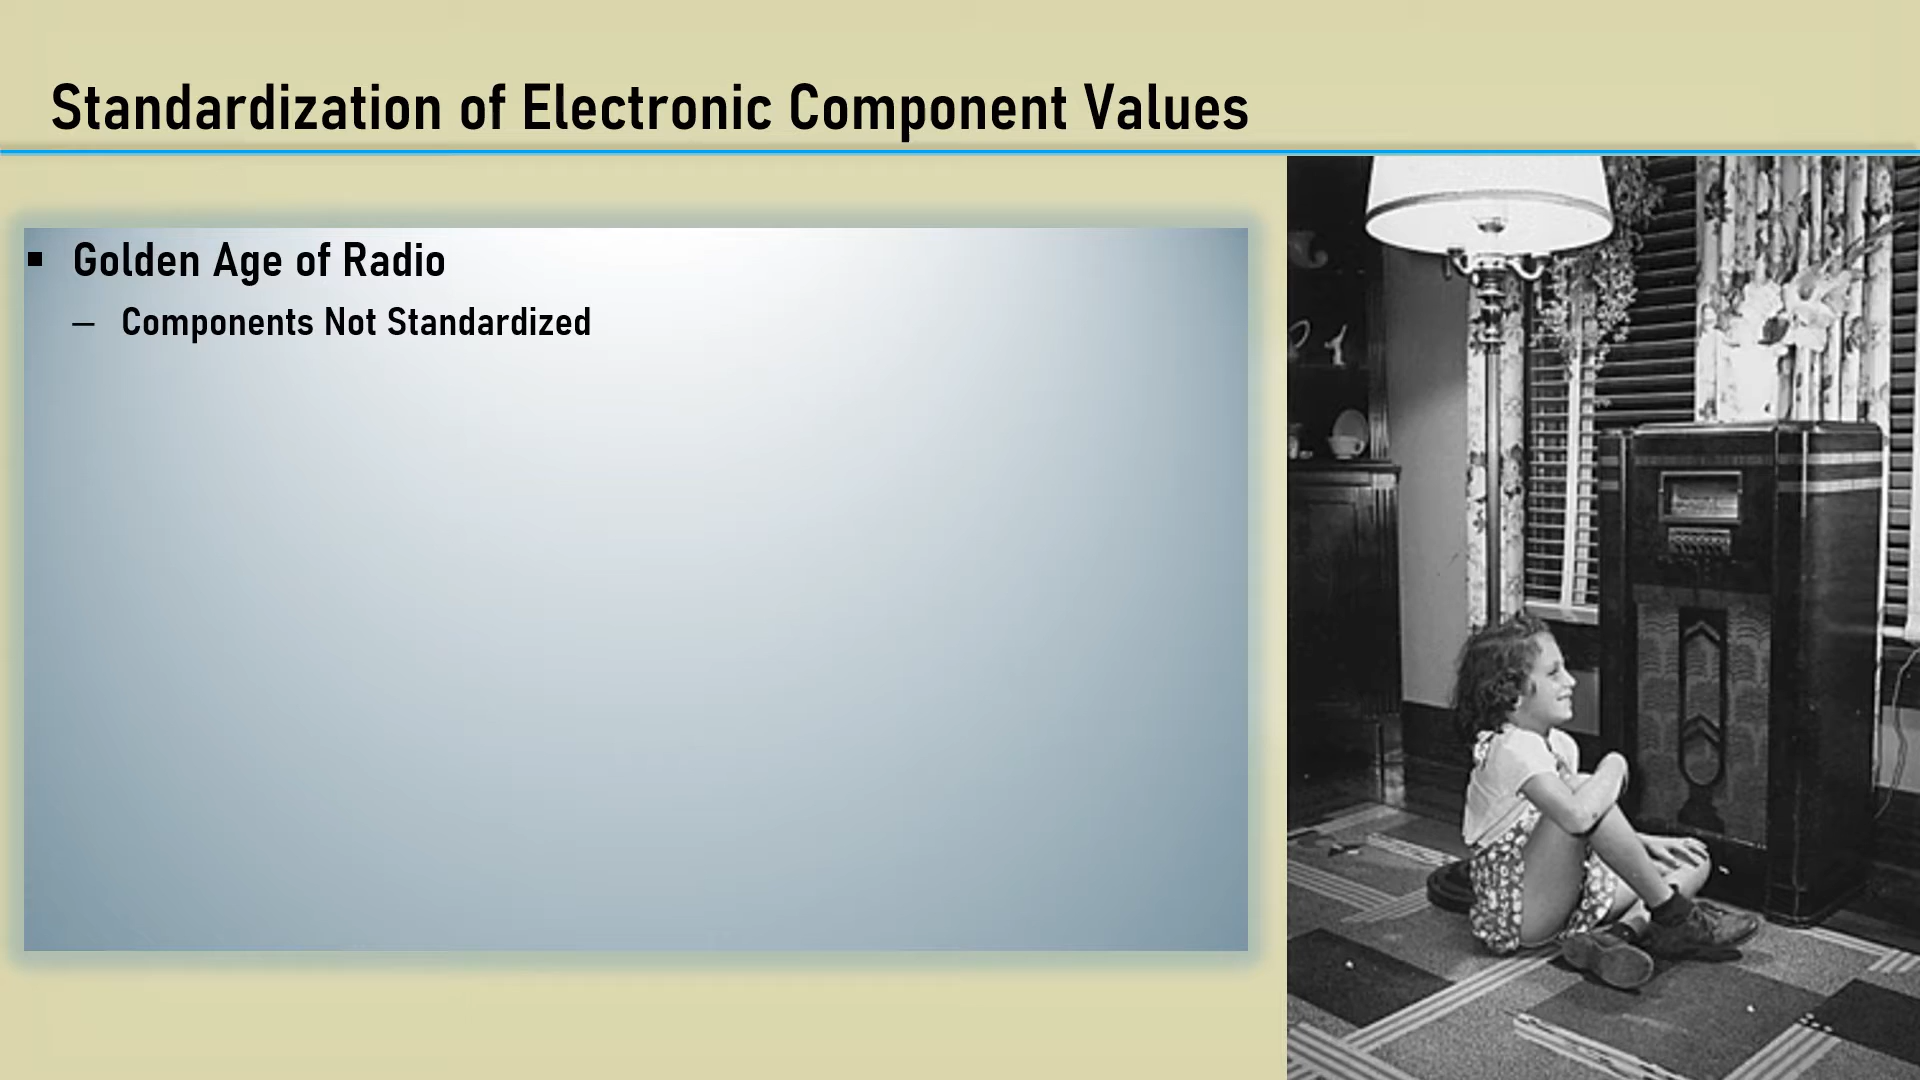 Standardization of Electronic Component Values
▪ Golden Age of Radio
– Components Not Standardized